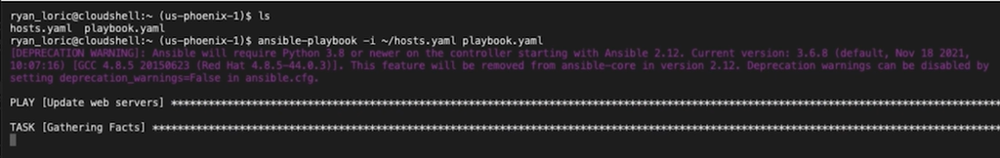 ryan_loric@cloudshell:~ (us-phoenix-1)$ ls
hosts.yaml  playbook.yaml
ryan_loric@cloudshell:~ (us-phoenix-1)$ ansible-playbook -i ~/hosts.yaml playbook.yaml
[DEPRECATION WARNING]: Ansible will require Python 3.8 or newer on the controller starting with Ansible 2.12. Current version: 3.6.8 (default, Nov 18 2021,
10:07:16) [GCC 4.8.5 20150623 (Red Hat 4.8.5-44.0.3)]. This feature will be removed from ansible-core in version 2.12. Deprecation warnings can be disabled by
setting deprecation_warnings=False in ansible.cfg.
PLAY [Update web servers] ************************************************************************************************************************************
TASK [Gathering Facts] ***************************************************************************************************************************************